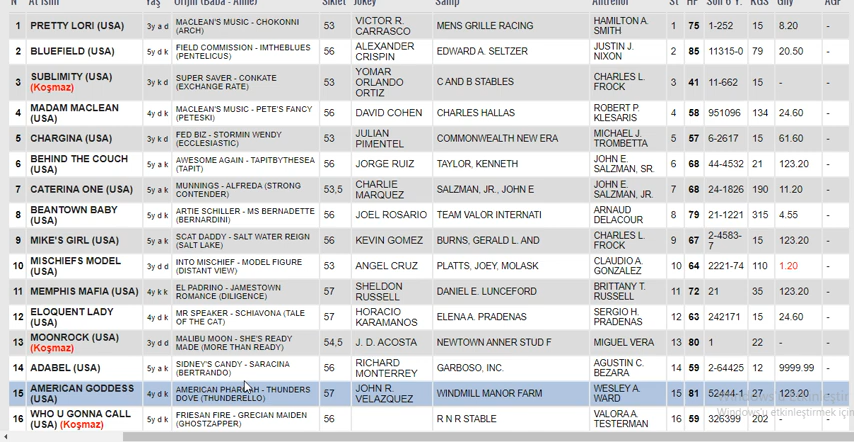 N At İsmi Yaş Orijin (Baba - Anne) Sıklet Jokey Sahip Antrenör St HP Son 6 Y. KGS Gny AGF
1 PRETTY LORI (USA) 3y a d MACLEAN'S MUSIC - CHOKONNI (ARCH) 53 VICTOR R. CARRASCO MENS GRILLE RACING HAMILTON A. SMITH 1 75 1-252 15 8.20 -
2 BLUEFIELD (USA) 5y d k FIELD COMMISSION - IMTHEBLUES (PENTELICUS) 56 ALEXANDER CRISPIN EDWARD A. SELTZER JUSTIN J. NIXON 2 85 11315-0 79 20.50 -
3 SUBLIMITY (USA) (Koşmaz) 3y k d SUPER SAVER - CONKATE (EXCHANGE RATE) 53 YOMAR ORLANDO ORTIZ C AND B STABLES CHARLES L. FROCK 3 41 11-662 15 - -
4 MADAM MACLEAN (USA) 4y d k MACLEAN'S MUSIC - PETE'S FANCY (PETESKI) 56 DAVID COHEN CHARLES HALLAS ROBERT P. KLESARIS 4 58 951096 134 24.60 -
5 CHARGINA (USA) 3y k d FED BIZ - STORMIN WENDY (ECCLESIASTIC) 53 JULIAN PIMENTEL COMMONWEALTH NEW ERA MICHAEL J. TROMBETTA 5 57 6-2617 15 61.60 -
6 BEHIND THE COUCH (USA) 5y a k AWESOME AGAIN - TAPITBYTHESEA (TAPIT) 56 JORGE RUIZ TAYLOR, KENNETH JOHN E. SALZMAN, SR. 6 68 44-4532 21 123.20 -
7 CATERINA ONE (USA) 5y a k MUNNINGS - ALFREDA (STRONG CONTENDER) 53,5 CHARLIE MARQUEZ SALZMAN, JR., JOHN E JOHN E. SALZMAN, JR. 7 68 24-1826 190 11.20 -
8 BEANTOWN BABY (USA) 5y d k ARTIE SCHILLER - MS BERNADETTE (BERNARDINI) 56 JOEL ROSARIO TEAM VALOR INTERNATI ARNAUD DELACOUR 8 79 21-1221 315 4.55 -
9 MIKE'S GIRL (USA) 5y a k SCAT DADDY - SALT WATER REIGN (SALT LAKE) 56 KEVIN GOMEZ BURNS, GERALD L. AND CHARLES L. FROCK 9 67 2-4583-7 15 123.20 -
10 MISCHIEFS MODEL (USA) 3y d d INTO MISCHIEF - MODEL FIGURE (DISTANT VIEW) 53 ANGEL CRUZ PLATTS, JOEY, MOLASK CLAUDIO A. GONZALEZ 10 64 2221-74 110 1.20 -
11 MEMPHIS MAFIA (USA) 4y k k EL PADRINO - JAMESTOWN ROMANCE (DILIGENCE) 57 SHELDON RUSSELL DANIEL E. LUNCEFORD BRITTANY T. RUSSELL 11 72 21 35 123.20 -
12 ELOQUENT LADY (USA) 4y d k MR SPEAKER - SCHIAVONA (TALE OF THE CAT) 57 HORACIO KARAMANOS ELENA A. PRADENAS SERGIO H. PRADENAS 12 63 242171 15 24.60 -
13 MOONROCK (USA) (Koşmaz) 3y d d MALIBU MOON - SHE'S READY MADE (MORE THAN READY) 54,5 J. D. ACOSTA NEWTOWN ANNER STUD F MIGUEL VERA 13 80 1 22 - -
14 ADABEL (USA) 5y a k SIDNEY'S CANDY - SARACINA (BERTRANDO) 56 RICHARD MONTERREY GARBOSO, INC. AGUSTIN C. BEZARA 14 59 2-64425 12 9999.99 -
15 AMERICAN GODDESS (USA) 4y d k AMERICAN PHAROAH - THUNDERS DOVE (THUNDERELLO) 57 JOHN R. VELAZQUEZ WINDMILL MANOR FARM WESLEY A. WARD 15 81 52444-1 27 123.20 -
16 WHO U GONNA CALL (USA) (Koşmaz) 5y d k FRIESAN FIRE - GRECIAN MAIDEN (GHOSTZAPPER) 56 R N R STABLE VALORA A. TESTERMAN 16 59 326399 202 - -